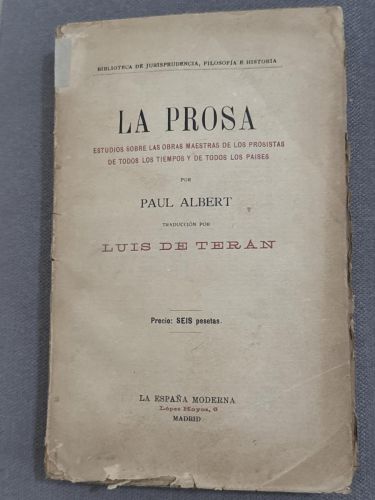 BIBLIOTECA DE JURISPRUDENCIA, FILOSOFÍA E HISTORIA
LA PROSA
ESTUDIOS SOBRE LAS OBRAS MAESTRAS DE LOS PROSISTAS
DE TODOS LOS TIEMPOS Y DE TODOS LOS PAISES
POR
PAUL ALBERT
TRADUCCIÓN POR
LUIS DE TERÁN
Precio: SEIS pesetas.
LA ESPAÑA MODERNA
López Hoyos, 6
MADRID